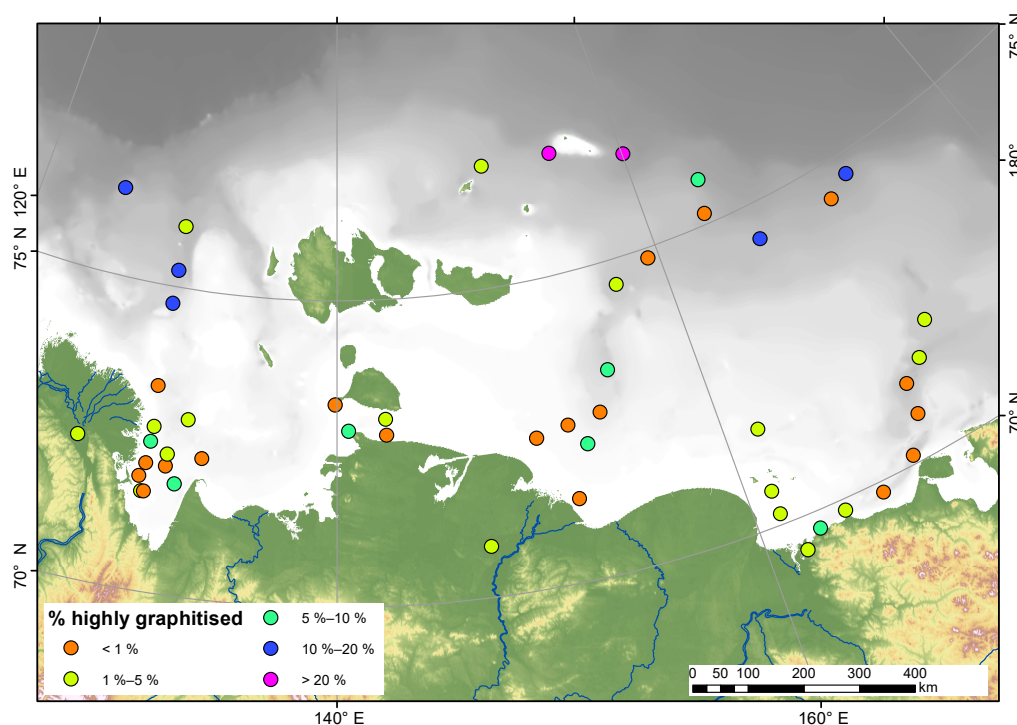 75° N
180°
120° E
75° N
70° N
70° N
% highly graphitised
< 1 %
1 %–5 %
5 %–10 %
10 %–20 %
> 20 %
0 50 100 200 300 400
km
140° E
160° E